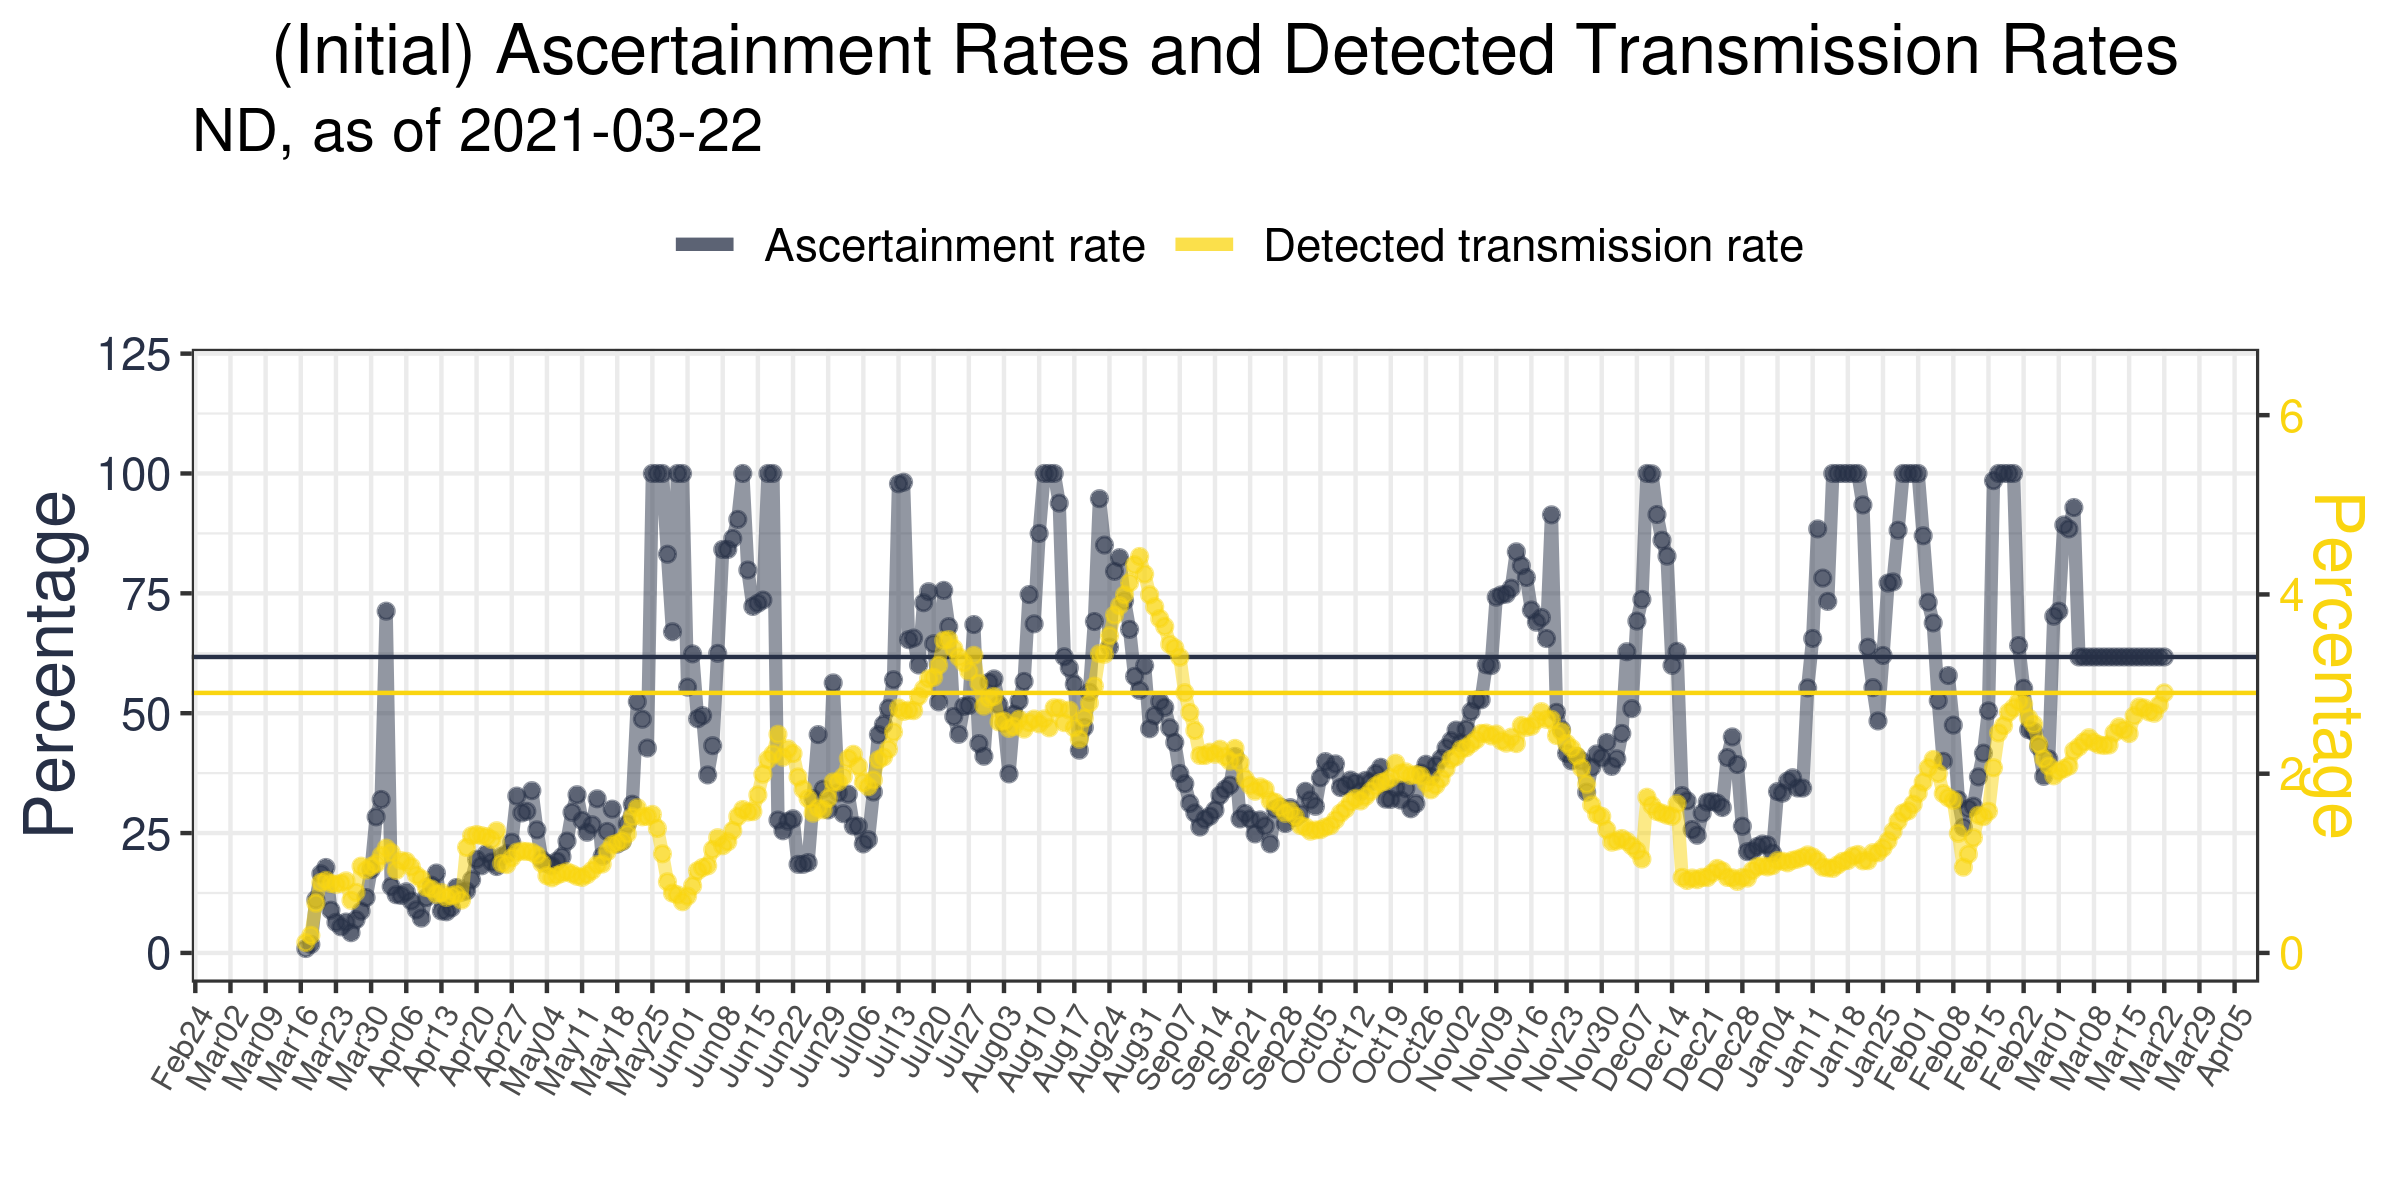 (Initial) Ascertainment Rates and Detected Transmission Rates
ND, as of 2021-03-22
Ascertainment rate Detected transmission rate
Percentage
125
100
75
50
25
0
6
4
2
0
Percentage
Feb24 Mar02 Mar09 Mar16 Mar23 Mar30 Apr06 Apr13 Apr20 Apr27 May04 May11 May18 May25 Jun01 Jun08 Jun15 Jun22 Jun29 Jul06 Jul13 Jul20 Jul27 Aug03 Aug10 Aug17 Aug24 Aug31 Sep07 Sep14 Sep21 Sep28 Oct05 Oct12 Oct19 Oct26 Nov02 Nov09 Nov16 Nov23 Nov30 Dec07 Dec14 Dec21 Dec28 Jan04 Jan11 Jan18 Jan25 Feb01 Feb08 Feb15 Feb22 Mar01 Mar08 Mar15 Mar22 Mar29 Apr05